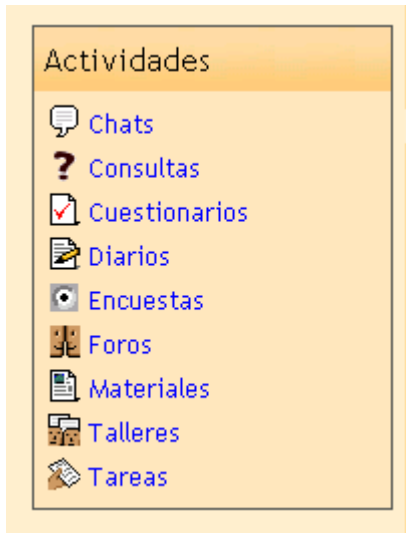 Actividades
Chats
Consultas
Cuestionarios
Diarios
Encuestas
Foros
Materiales
Talleres
Tareas